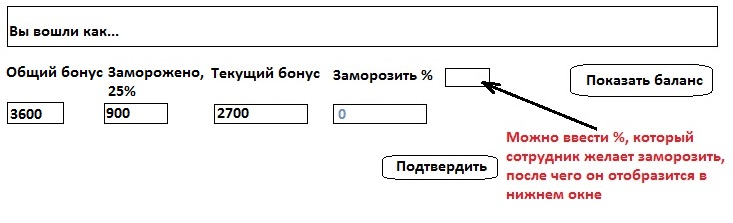 Вы вошли как...
Общий бонус Заморожено, 25% Текущий бонус Заморозить % Показать баланс
3600 900 2700 0
Можно ввести %, который
сотрудник желает заморозить,
после чего он отобразится в
нижнем окне
Подтвердить